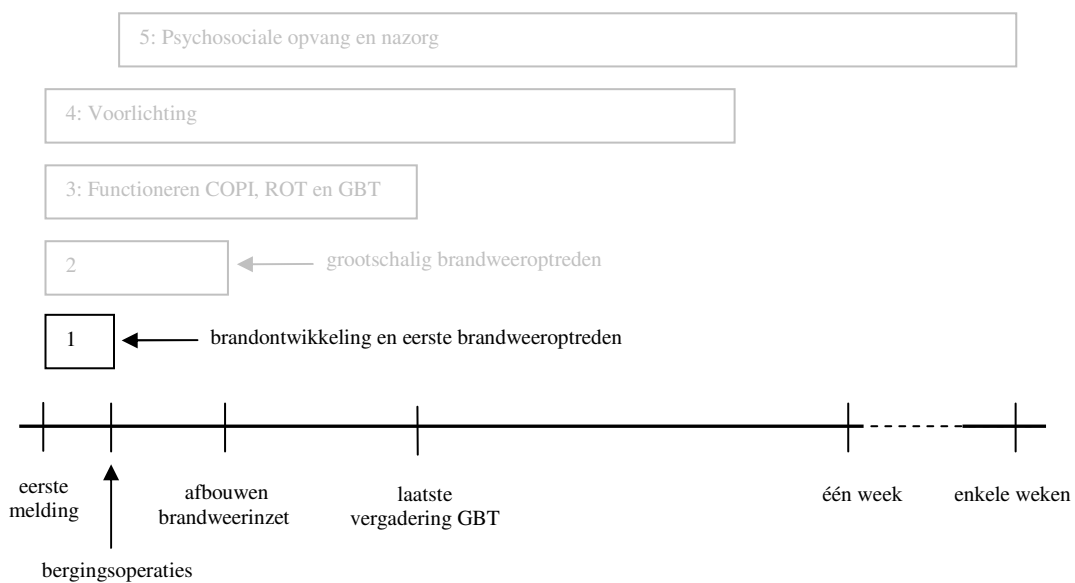 5: Psychosociale opvang en nazorg
4: Voorlichting
3: Functioneren COPI, ROT en GBT
2
grootschalig brandweeroptreden
1
brandontwikkeling en eerste brandweeroptreden
eerste
melding
afbouwen
brandweerinzet
laatste
vergadering GBT
één week
enkele weken
bergingsoperaties